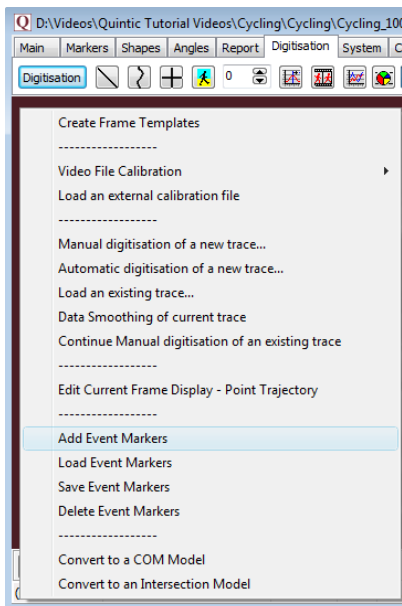 Q D:\Videos\Quintic Tutorial Videos\Cycling\Cycling\Cycling_100
Main Markers Shapes Angles Report Digitisation System C
Digitisation 0
Create Frame Templates
------------------
Video File Calibration
Load an external calibration file
------------------
Manual digitisation of a new trace...
Automatic digitisation of a new trace...
Load an existing trace...
Data Smoothing of current trace
Continue Manual digitisation of an existing trace
------------------
Edit Current Frame Display - Point Trajectory
------------------
Add Event Markers
Load Event Markers
Save Event Markers
Delete Event Markers
------------------
Convert to a COM Model
Convert to an Intersection Model